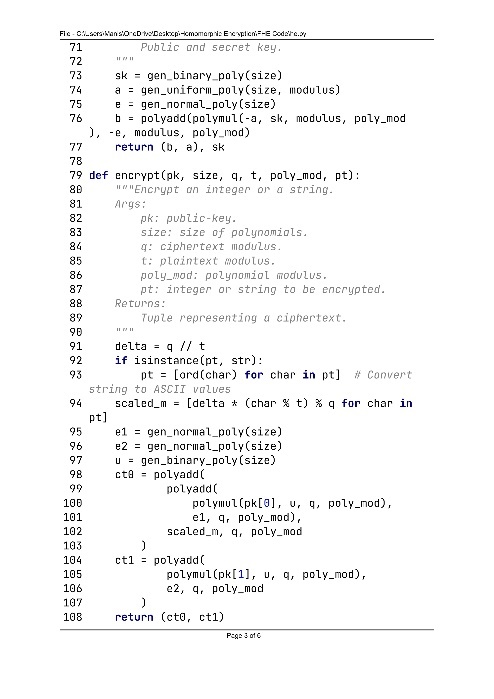 File - C:\Users\Manis\OneDrive\Desktop\Homomorphic Encryption\FHE Code\he.py
71         Public and secret key.
72     """
73     sk = gen_binary_poly(size)
74     a = gen_uniform_poly(size, modulus)
75     e = gen_normal_poly(size)
76     b = polyadd(polymul(-a, sk, modulus, poly_mod
), -e, modulus, poly_mod)
77     return (b, a), sk
78
79 def encrypt(pk, size, q, t, poly_mod, pt):
80     """Encrypt an integer or a string.
81     Args:
82         pk: public-key.
83         size: size of polynomials.
84         q: ciphertext modulus.
85         t: plaintext modulus.
86         poly_mod: polynomial modulus.
87         pt: integer or string to be encrypted.
88     Returns:
89         Tuple representing a ciphertext.
90     """
91     delta = q // t
92     if isinstance(pt, str):
93         pt = [ord(char) for char in pt]  # Convert
string to ASCII values
94     scaled_m = [delta * (char % t) % q for char in
pt]
95     e1 = gen_normal_poly(size)
96     e2 = gen_normal_poly(size)
97     u = gen_binary_poly(size)
98     ct0 = polyadd(
99             polyadd(
100                 polymul(pk[0], u, q, poly_mod),
101                 e1, q, poly_mod),
102             scaled_m, q, poly_mod
103         )
104     ct1 = polyadd(
105             polymul(pk[1], u, q, poly_mod),
106             e2, q, poly_mod
107         )
108     return (ct0, ct1)
Page 3 of 6